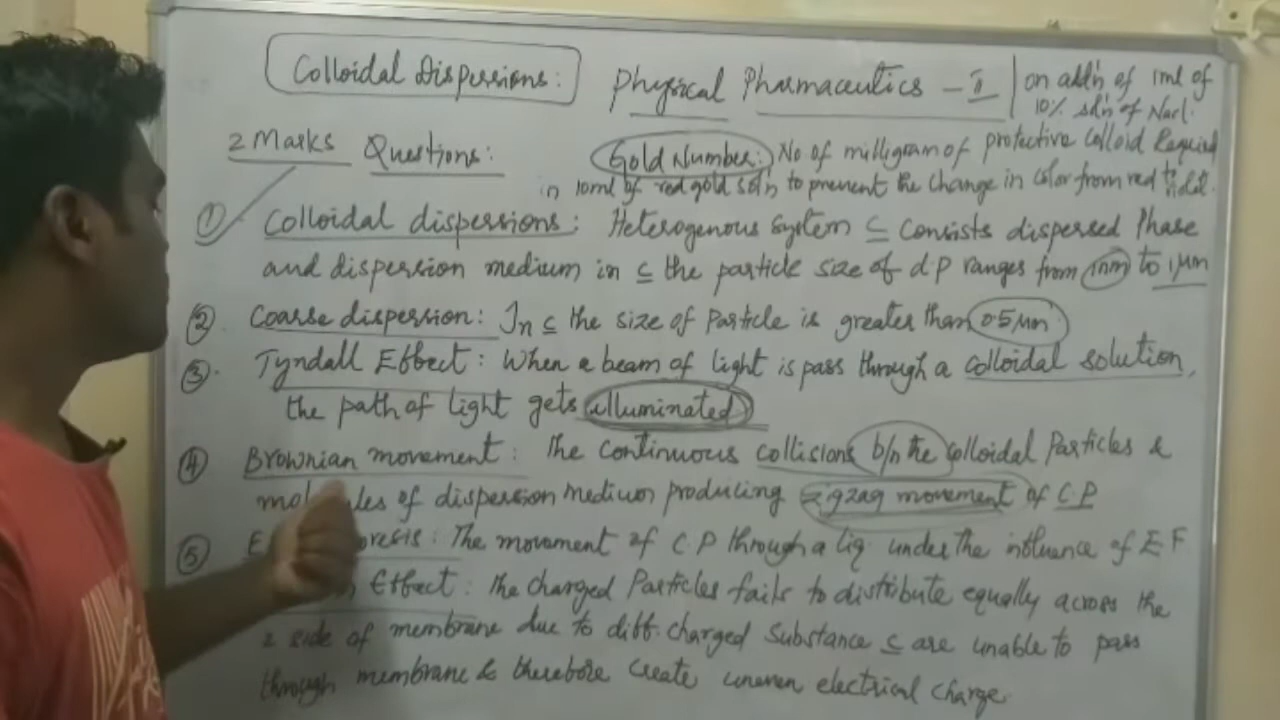 Colloidal Dispersions:
Physical Pharmaceutics - II
on add'n of 1ml of
10% sol'n of Nacl.
2 Marks Questions:
Gold Number: No of milligram of protective colloid Required
in 10ml of red gold sol'n to prevent the change in color from red to violet.
① Colloidal dispersions: Heterogenous System ⊆ consists dispersed Phase
and dispersion medium in ⊆ the particle size of d.p ranges from 1nm to 1μm
②. Coarse dispersion: In ⊆ the size of Particle is greater than 0.5μm
③. Tyndall Effect: When a beam of light is pass through a colloidal solution,
the path of light gets illuminated
④ Brownian movement: The continuous collisions b/n the colloidal Particles &
of dispersion medium producing zigzag movement of C.P
⑤ The movement of C.P through a liq. under the influence of E F
Effect: The charged Particles fails to distribute equally across the
2 side of membrane due to diff. charged Substance ⊆ are unable to pass
through membrane & therefore create uneven electrical charge.